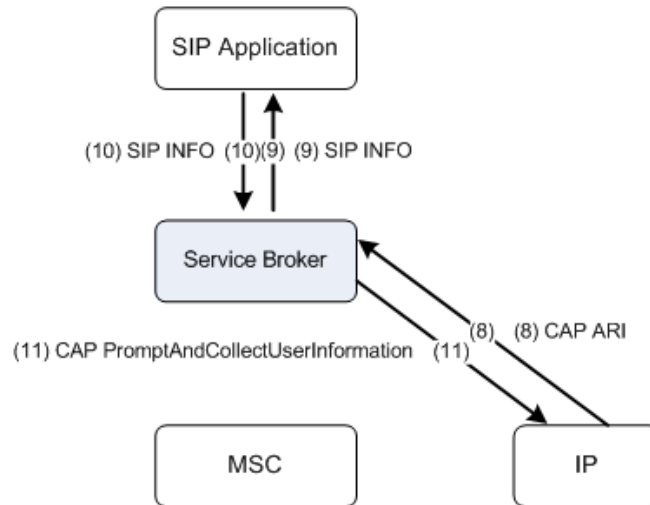 SIP Application
(10) SIP INFO (10)(9) (9) SIP INFO
Service Broker
(8) (8) CAP ARI
(11) CAP PromptAndCollectUserInformation (11)
MSC IP